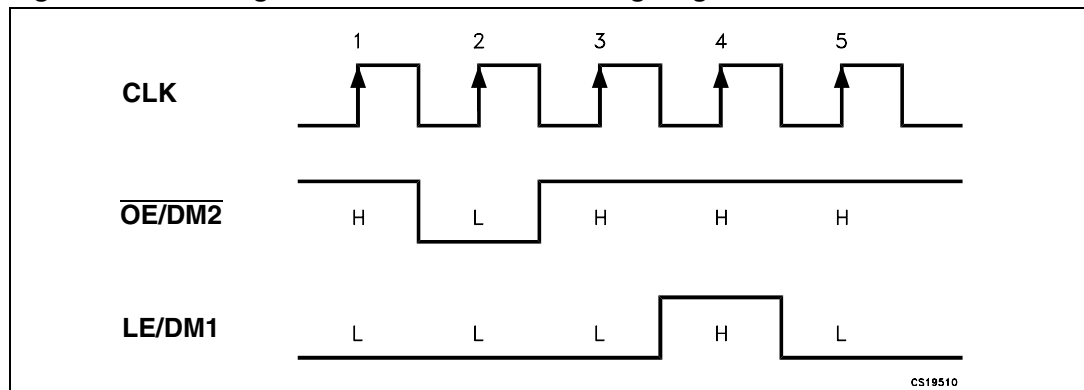 1 2 3 4 5
CLK
OE/DM2 H L H H H
LE/DM1 L L L H L
CS19510